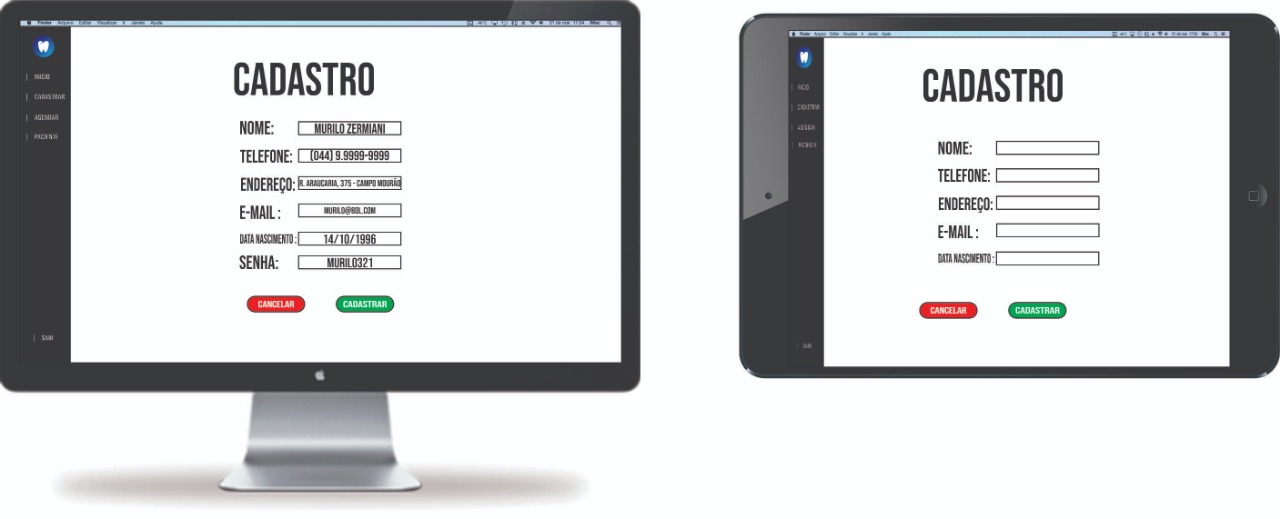 Finder Arquivo Editar Visualizar Ir Janela Ajuda 21 de mar 17:24 iMac
INICIO
CADASTRAR
AGENDAR
PACIENTE
SAIR
CADASTRO
NOME: MURILO ZERMIANI
TELEFONE: (044) 9.9999-9999
ENDEREÇO: R. ARAUCARIA, 375 - CAMPO MOURÃO
E-MAIL : MURILO@BOL.COM
DATA NASCIMENTO : 14/10/1996
SENHA: MURILO321
CANCELAR CADASTRAR
Finder Arquivo Editar Visualizar Ir Janela Ajuda 21 de mar 17:24 iMac
INICIO
CADASTRAR
AGENDAR
PACIENTE
SAIR
CADASTRO
NOME:
TELEFONE:
ENDEREÇO:
E-MAIL :
DATA NASCIMENTO :
CANCELAR CADASTRAR